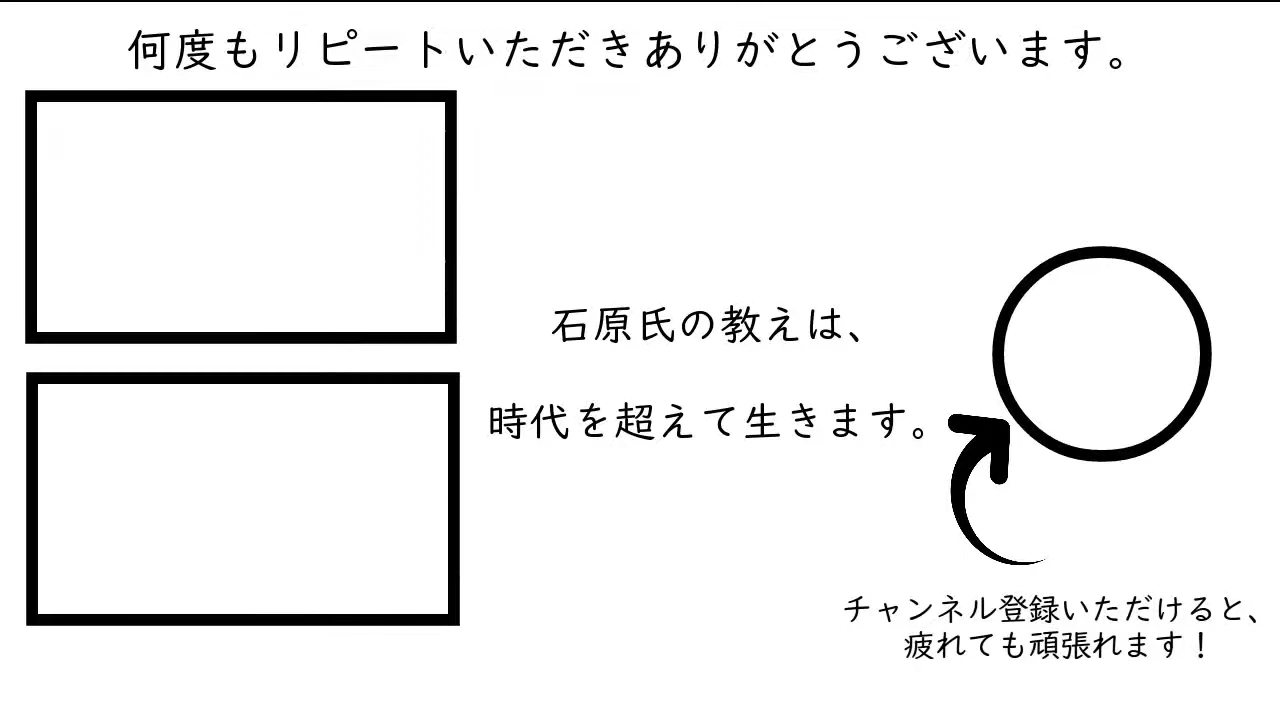 何度もリピートいただきありがとうございます。
石原氏の教えは、
時代を超えて生きます。
チャンネル登録いただけると、
疲れても頑張れます！